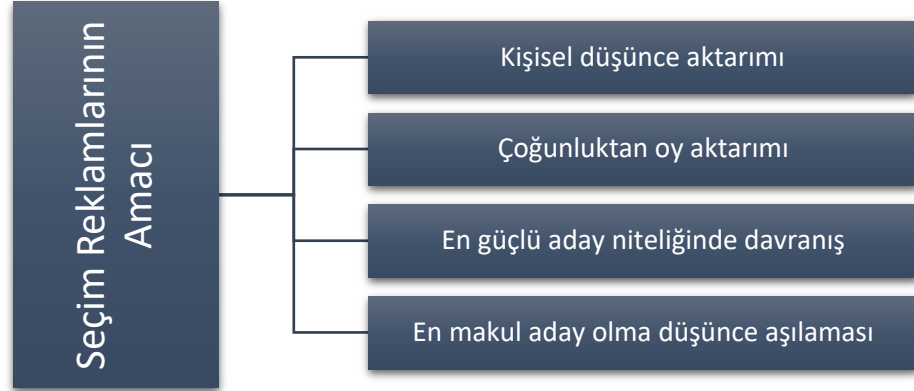 Seçim Reklamlarının
Amacı
Kişisel düşünce aktarımı
Çoğunluktan oy aktarımı
En güçlü aday niteliğinde davranış
En makul aday olma düşünce aşılaması